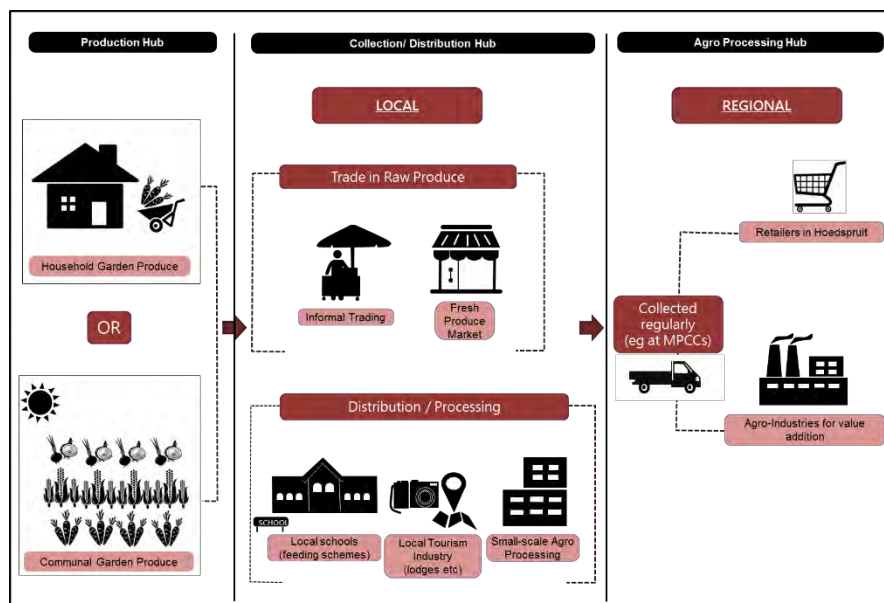 Production Hub
Collection/ Distribution Hub
Agro Processing Hub
LOCAL
REGIONAL
Trade in Raw Produce
Household Garden Produce
Informal Trading
Fresh
Produce
Market
Retailers in Hoedspruit
OR
Collected
regularly
(eg at MPCCs)
Distribution / Processing
Agro-Industries for value
addition
SCHOOL
Local schools
(feeding schemes)
Local Tourism
Industry
(lodges etc)
Small-scale Agro
Processing
Communal Garden Produce